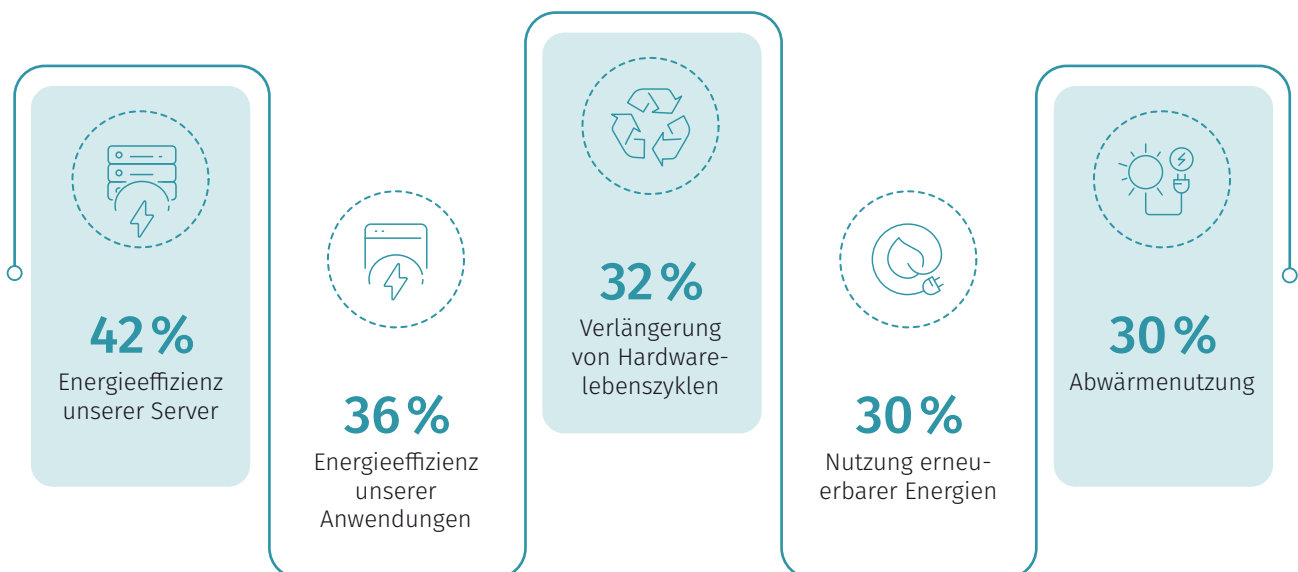 42 %
Energieeffizienz
unserer Server
36 %
Energieeffizienz
unserer
Anwendungen
32 %
Verlängerung
von Hardware-
lebenszyklen
30 %
Nutzung erneu-
erbarer Energien
30 %
Abwärmenutzung